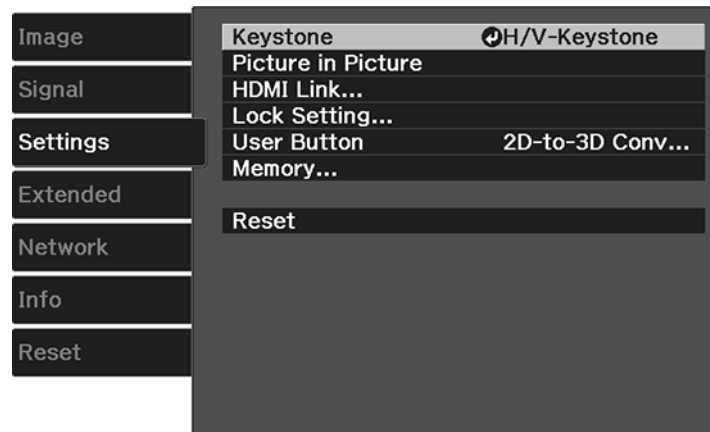 Image
Signal
Settings
Extended
Network
Info
Reset
Keystone H/V-Keystone
Picture in Picture
HDMI Link...
Lock Setting...
User Button 2D-to-3D Conv...
Memory...
Reset